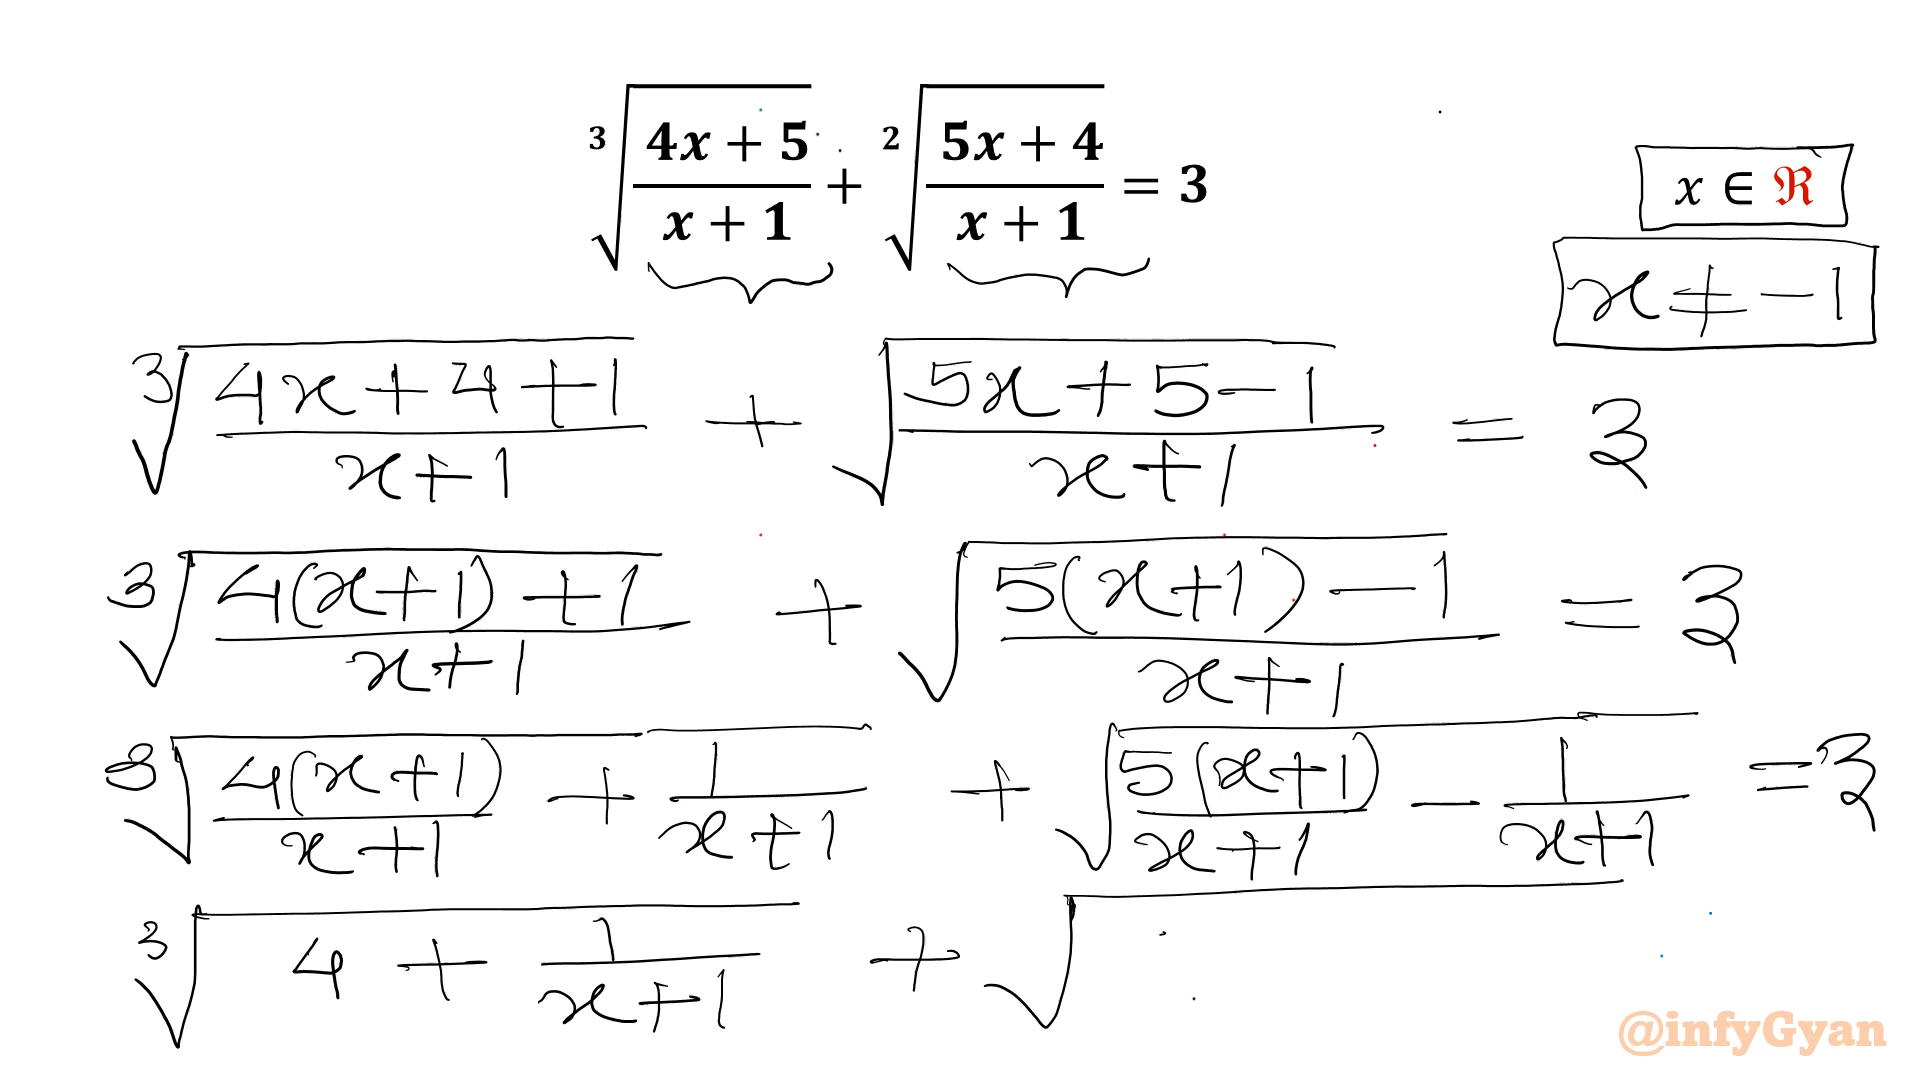 ∛((4x + 5)/(x + 1)) + ²√((5x + 4)/(x + 1)) = 3
x ∈ ℜ
x ≠ −1
∛((4x + 4 + 1)/(x + 1)) + √((5x + 5 − 1)/(x + 1)) = 3
∛((4(x+1) + 1)/(x + 1)) + √((5(x+1) − 1)/(x + 1)) = 3
∛(4(x+1)/(x+1) + 1/(x+1)) + √(5(x+1)/(x+1) − 1/(x+1)) = 3
∛(4 + 1/(x+1)) + √
@infyGyan